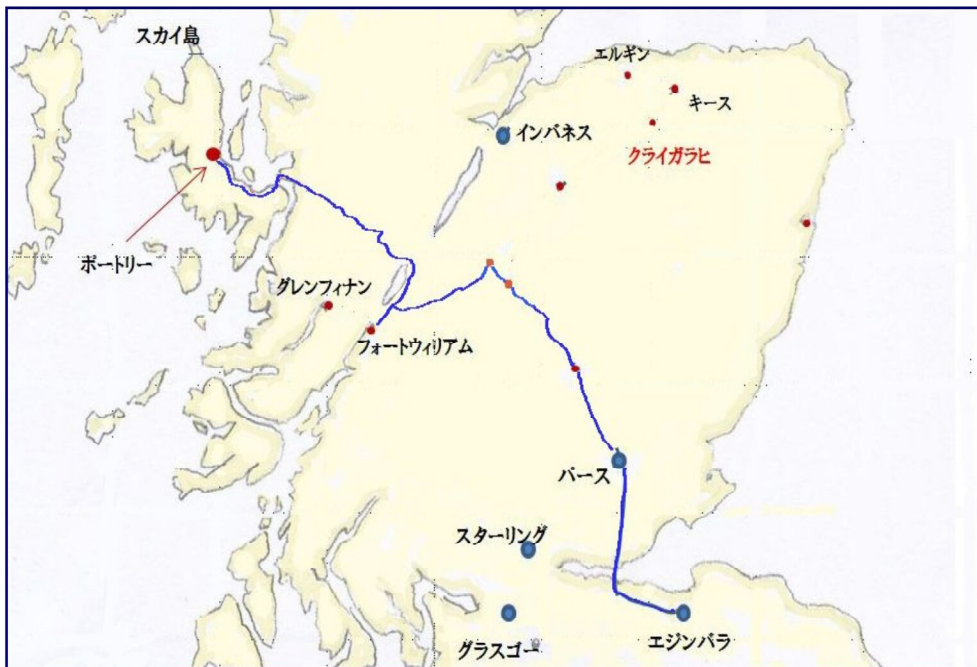 スカイ島
エルギン
キース
インバネス
クライガラヒ
ポートリー
グレンフィナン
フォートウィリアム
パース
スターリング
グラスゴー
エジンバラ